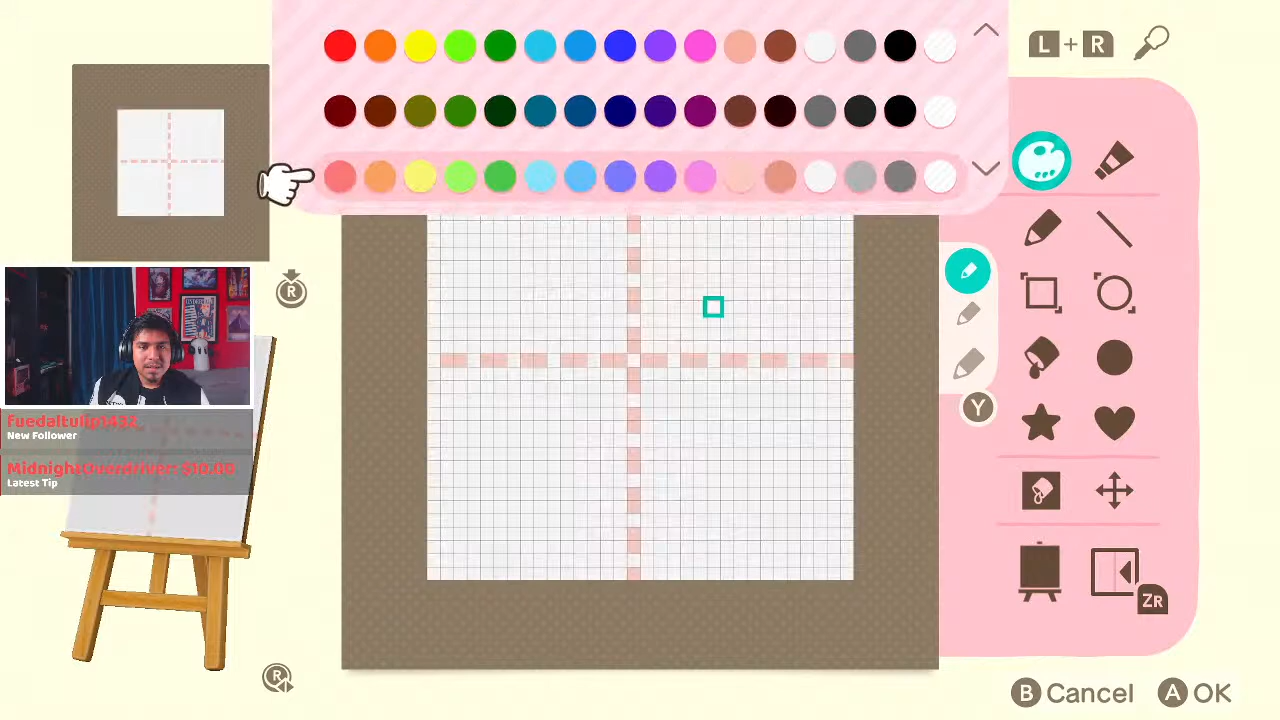 L + R
R
fuedaltulip1432
New Follower
MidnightOverdriver: $10.00
Latest Tip
Y
ZR
R
B Cancel A OK